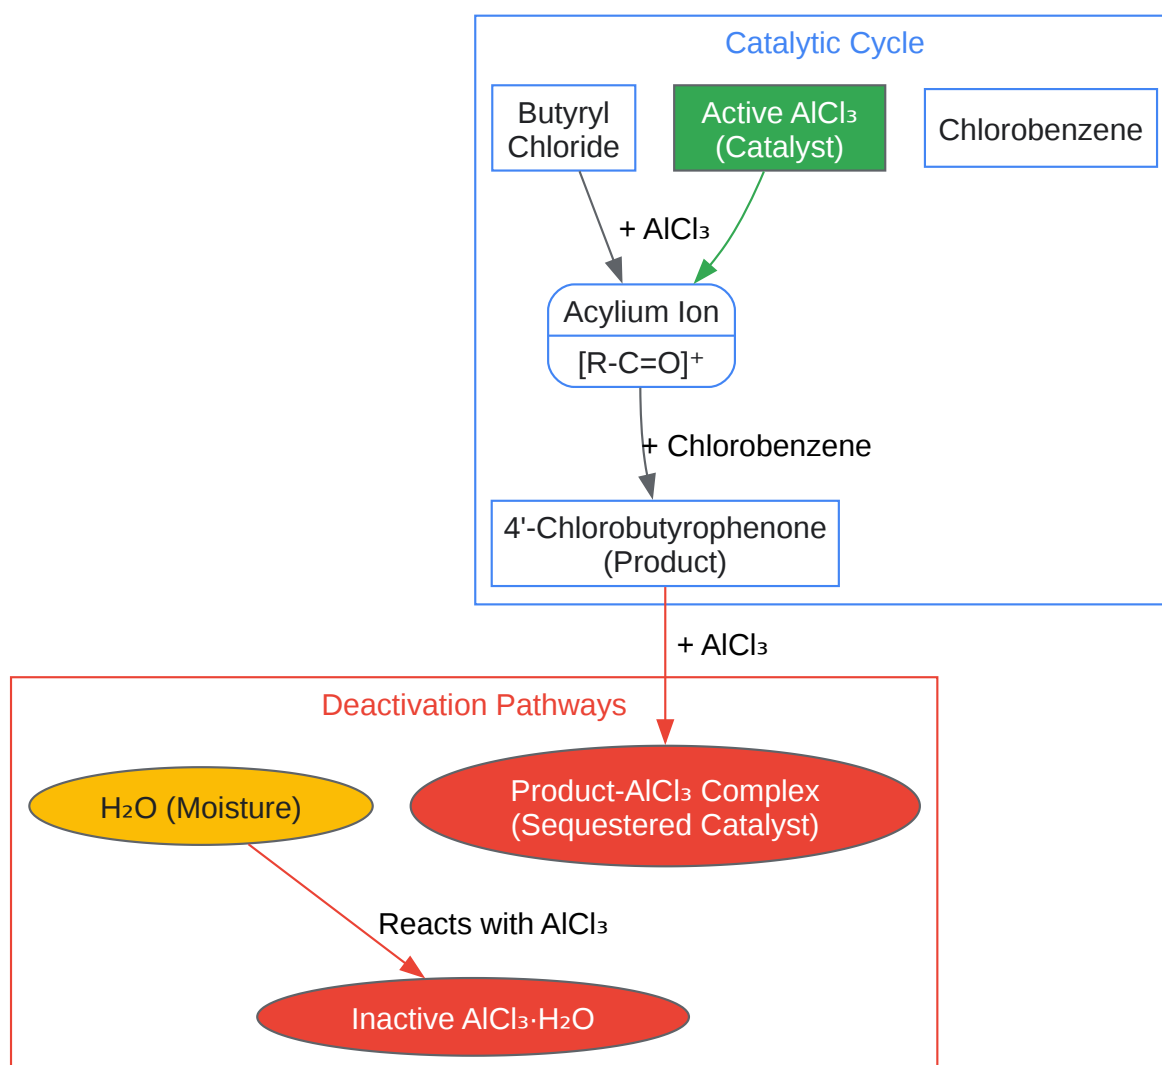 Catalytic Cycle
Butyryl
Chloride
Active AlCl₃
(Catalyst)
Chlorobenzene
+ AlCl₃
Acylium Ion
[R-C=O]⁺
+ Chlorobenzene
4'-Chlorobutyrophenone
(Product)
+ AlCl₃
Deactivation Pathways
H₂O (Moisture)
Product-AlCl₃ Complex
(Sequestered Catalyst)
Reacts with AlCl₃
Inactive AlCl₃·H₂O